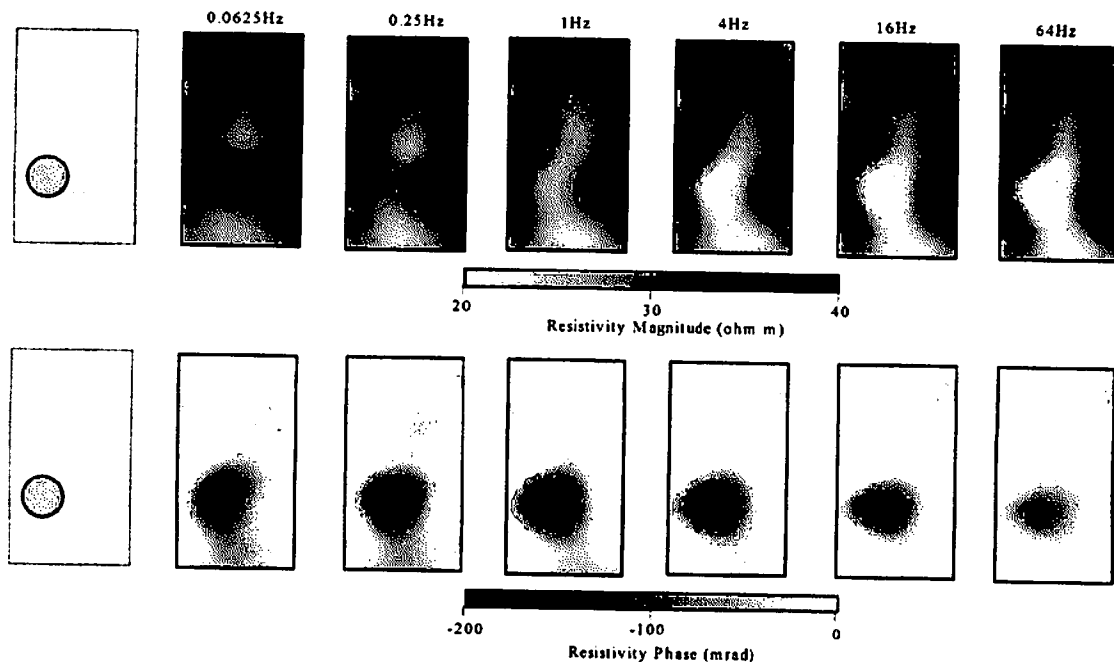 0.0625Hz 0.25Hz 1Hz 4Hz 16Hz 64Hz
20 30 40
Resistivity Magnitude (ohm m)
-200 -100 0
Resistivity Phase (mrad)